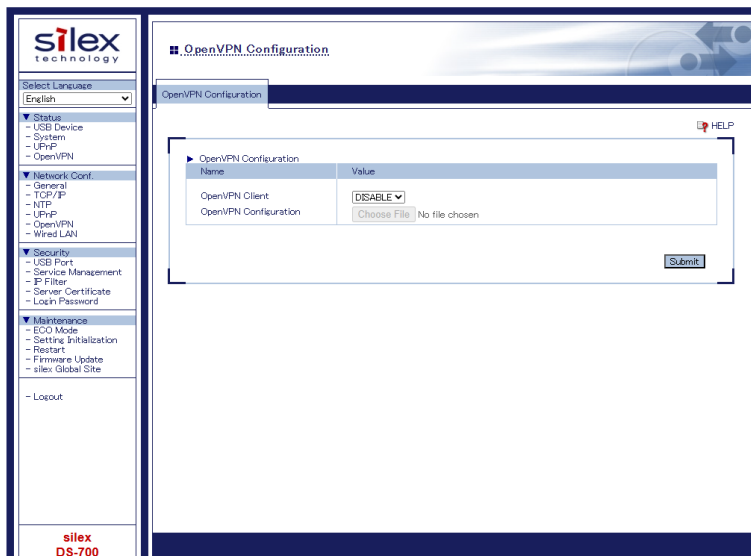 silex
technology
Select Language
English
▼ Status
- USB Device
- System
- UPnP
- OpenVPN
▼ Network Conf.
- General
- TCP/IP
- NTP
- UPnP
- OpenVPN
- Wired LAN
▼ Security
- USB Port
- Service Management
- IP Filter
- Server Certificate
- Login Password
▼ Maintenance
- ECO Mode
- Setting Initialization
- Restart
- Firmware Update
- silex Global Site
- Logout
silex
DS-700
OpenVPN Configuration
OpenVPN Configuration
HELP
OpenVPN Configuration
Name Value
OpenVPN Client DISABLE
OpenVPN Configuration Choose File No file chosen
Submit